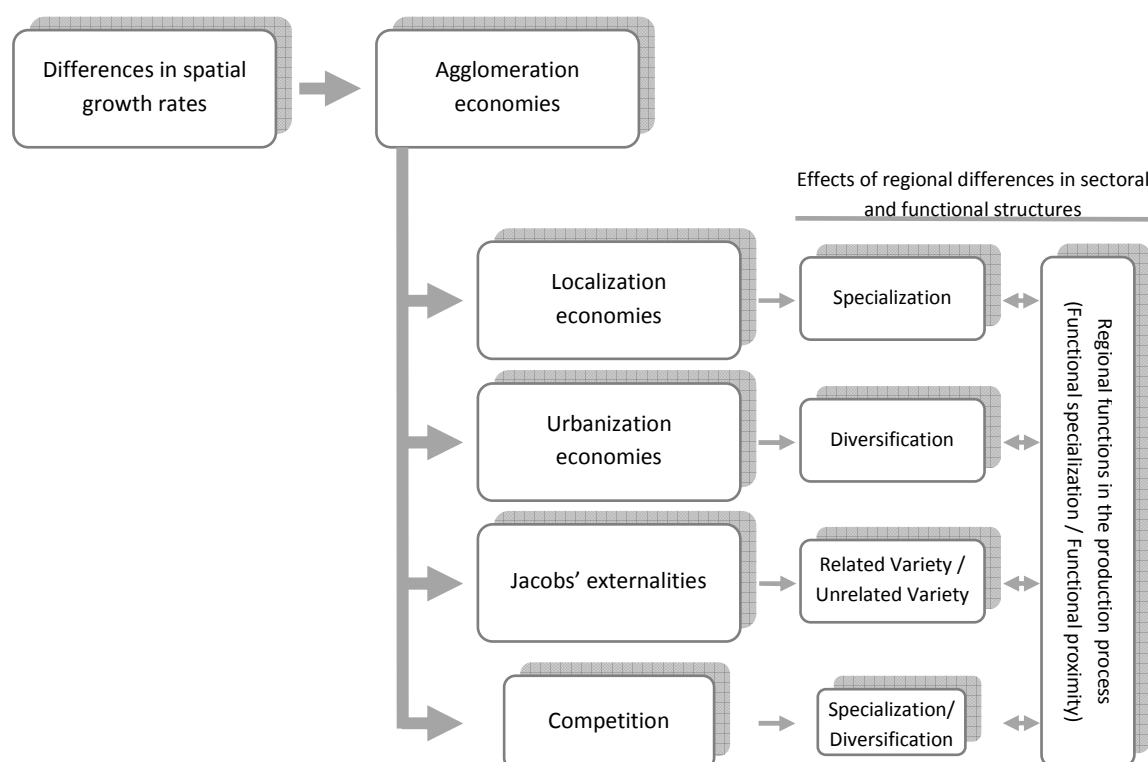 Differences in spatial
growth rates
Agglomeration
economies
Effects of regional differences in sectoral
and functional structures
Localization
economies
Specialization
Urbanization
economies
Diversification
Jacobs’ externalities
Related Variety /
Unrelated Variety
Competition
Specialization/
Diversification
Regional functions in the production process
(Functional specialization / Functional proximity)